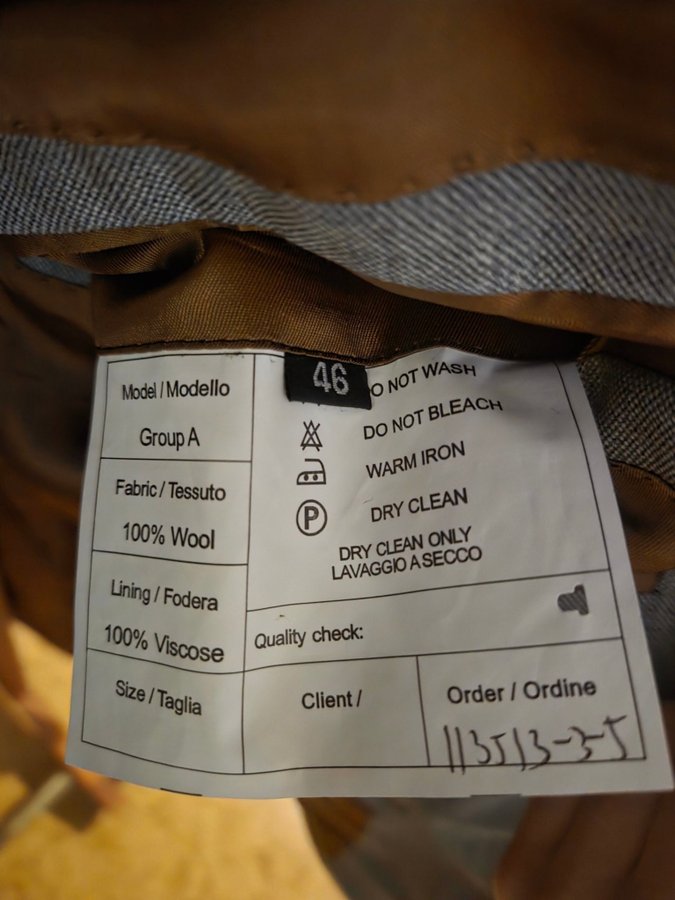 46
Model / Modello
Group A
Fabric / Tessuto
100% Wool
Lining / Fodera
100% Viscose
Size / Taglia
O NOT WASH
DO NOT BLEACH
WARM IRON
P
DRY CLEAN
DRY CLEAN ONLY
LAVAGGIO A SECCO
Quality check:
Client /
Order / Ordine
113513-3-5